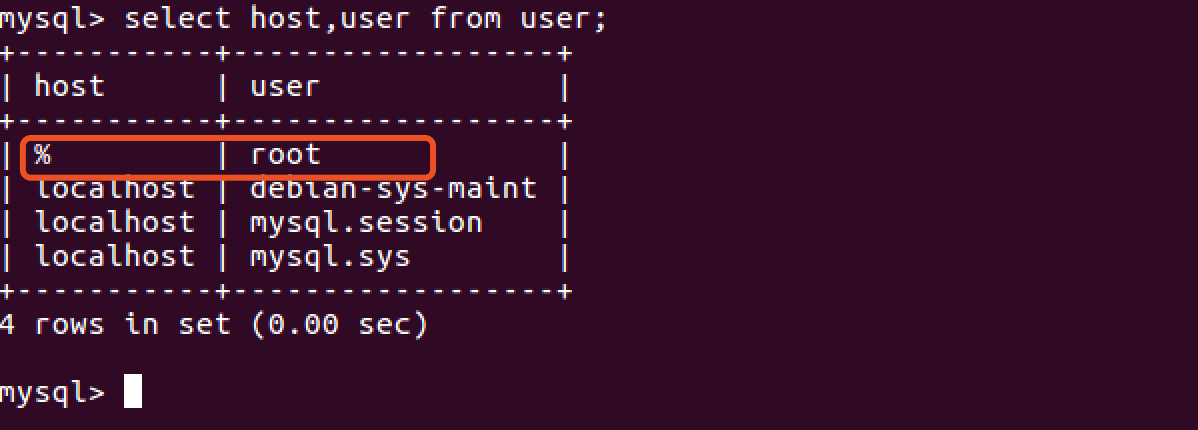 mysql> select host,user from user;
+-----------+------------------+
| host      | user             |
+-----------+------------------+
| %         | root             |
| localhost | debian-sys-maint |
| localhost | mysql.session    |
| localhost | mysql.sys        |
+-----------+------------------+
4 rows in set (0.00 sec)
mysql>